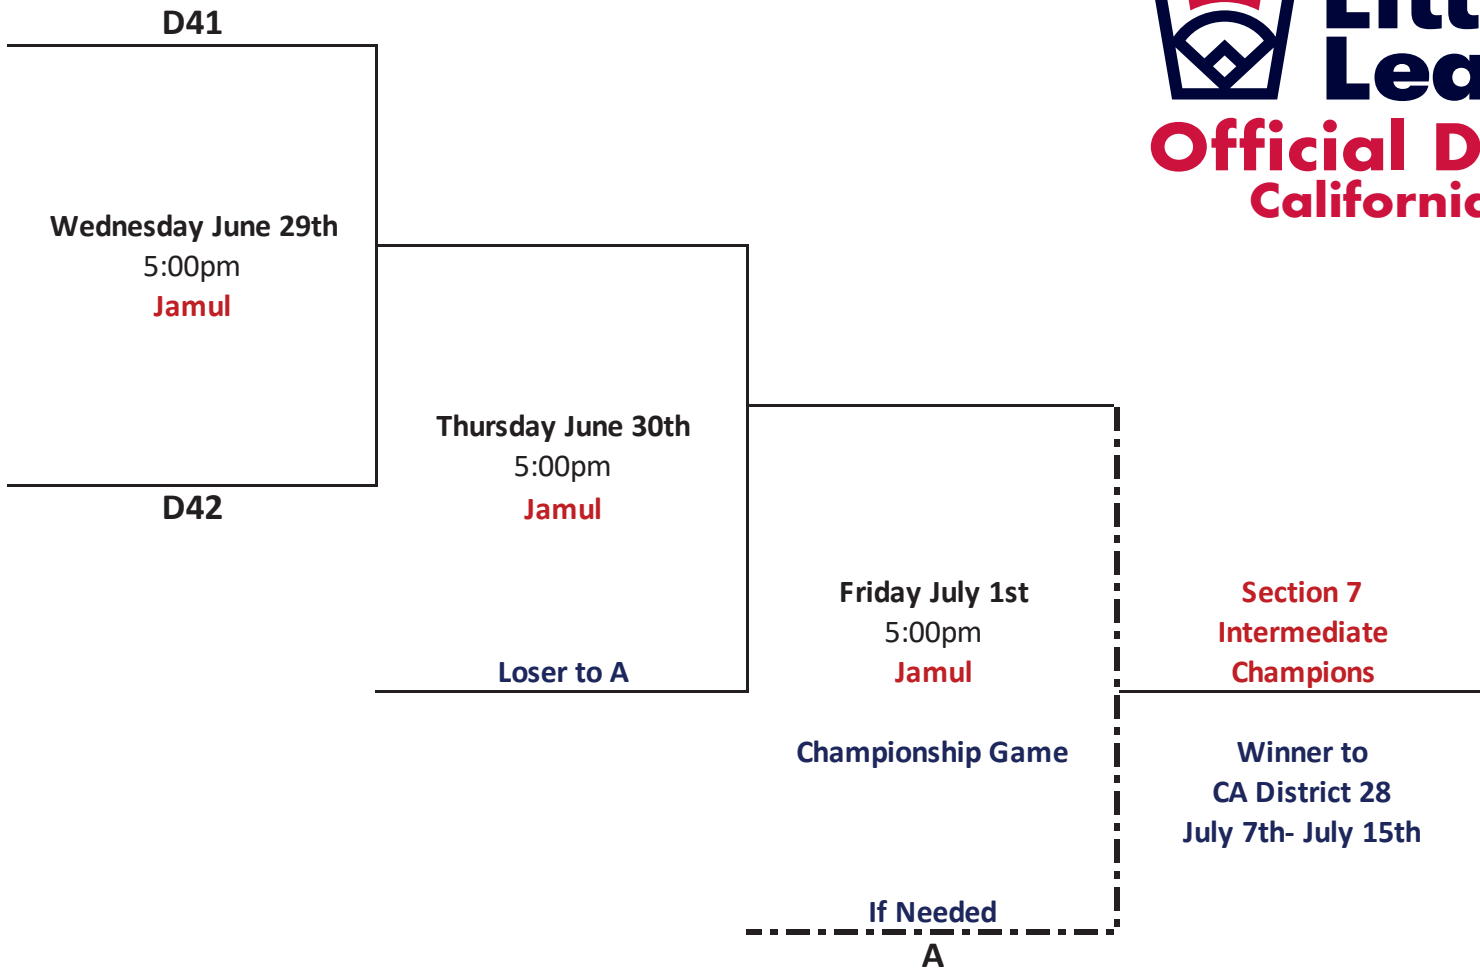 D41
Wednesday June 29th
5:00pm
Jamul
D42
Thursday June 30th
5:00pm
Jamul
Loser to A
Friday July 1st
5:00pm
Jamul
Championship Game
If Needed
A
Section 7
Intermediate
Champions
Winner to
CA District 28
July 7th- July 15th
Official